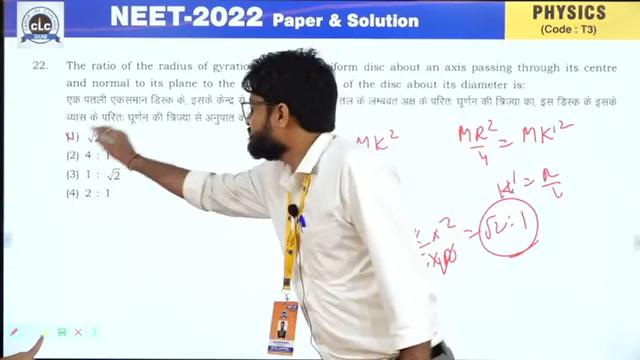 CLC
SIKAR
NEET-2022 Paper & Solution
PHYSICS
(Code : T3)
22. The ratio of the radius of gyration iform disc about an axis passing through its centre
and normal to its plane to the of the disc about its diameter is:
एक पतली एकसमान डिस्क के, इसके केन्द्र से तल के लम्बवत अक्ष के परितः घूर्णन की त्रिज्या का, इस डिस्क के इसके
व्यास के परितः घूर्णन की त्रिज्या से अनुपात
(2) 4 : 1
(3) 1 : √2
(4) 2 : 1
MK²
MR²/4 = MK'²
K' = R/
= √2 : 1